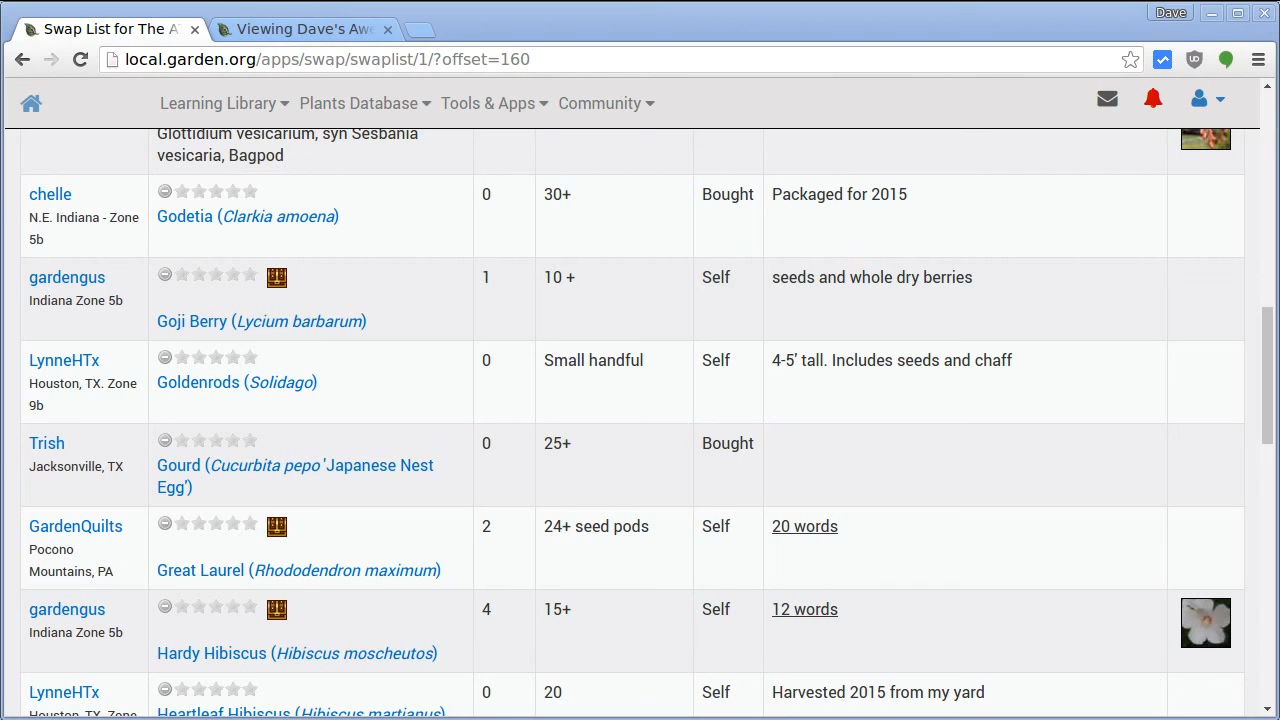 Dave
Swap List for The A
Viewing Dave's Aw
local.garden.org/apps/swap/swaplist/1/?offset=160
Learning Library Plants Database Tools & Apps Community
Glottidium vesicarium, syn Sesbania
vesicaria, Bagpod
chelle
N.E. Indiana - Zone
5b
Godetia (Clarkia amoena)
0
30+
Bought
Packaged for 2015
gardengus
Indiana Zone 5b
Goji Berry (Lycium barbarum)
1
10 +
Self
seeds and whole dry berries
LynneHTx
Houston, TX. Zone
9b
Goldenrods (Solidago)
0
Small handful
Self
4-5' tall. Includes seeds and chaff
Trish
Jacksonville, TX
Gourd (Cucurbita pepo 'Japanese Nest
Egg')
0
25+
Bought
GardenQuilts
Pocono
Mountains, PA
Great Laurel (Rhododendron maximum)
2
24+ seed pods
Self
20 words
gardengus
Indiana Zone 5b
Hardy Hibiscus (Hibiscus moscheutos)
4
15+
Self
12 words
LynneHTx
Houston, TX. Zone
Heartleaf Hibiscus (Hibiscus martianus)
0
20
Self
Harvested 2015 from my yard